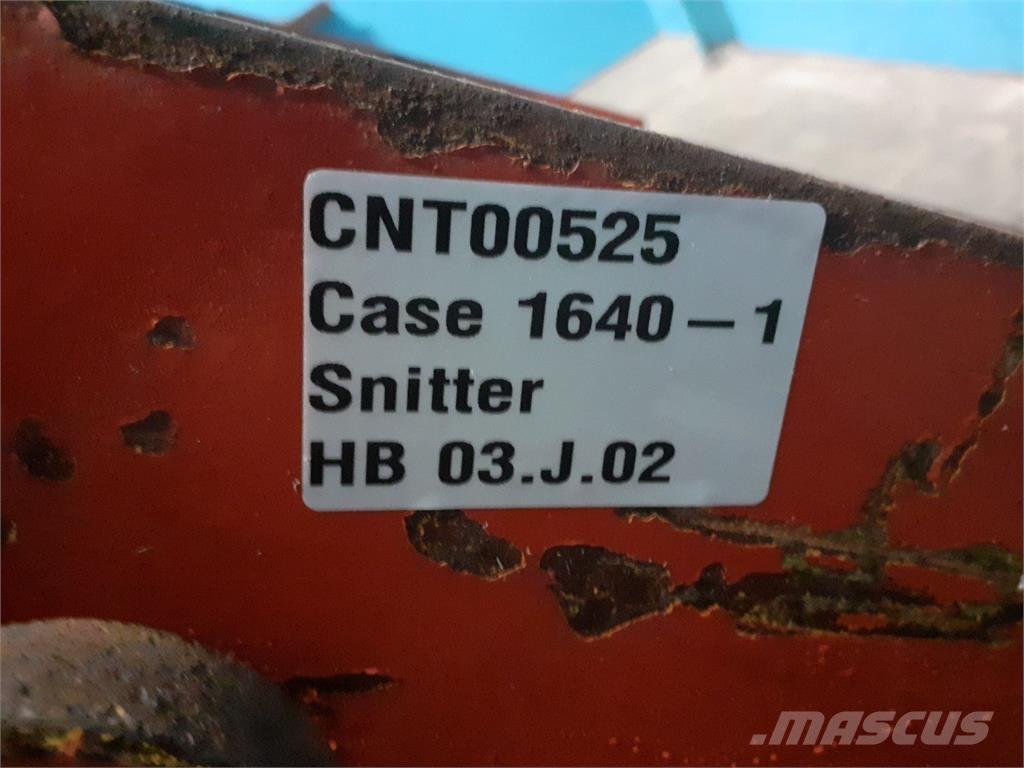 CNT00525
Case 1640-1
Snitter
HB 03.J.02
MASCUS